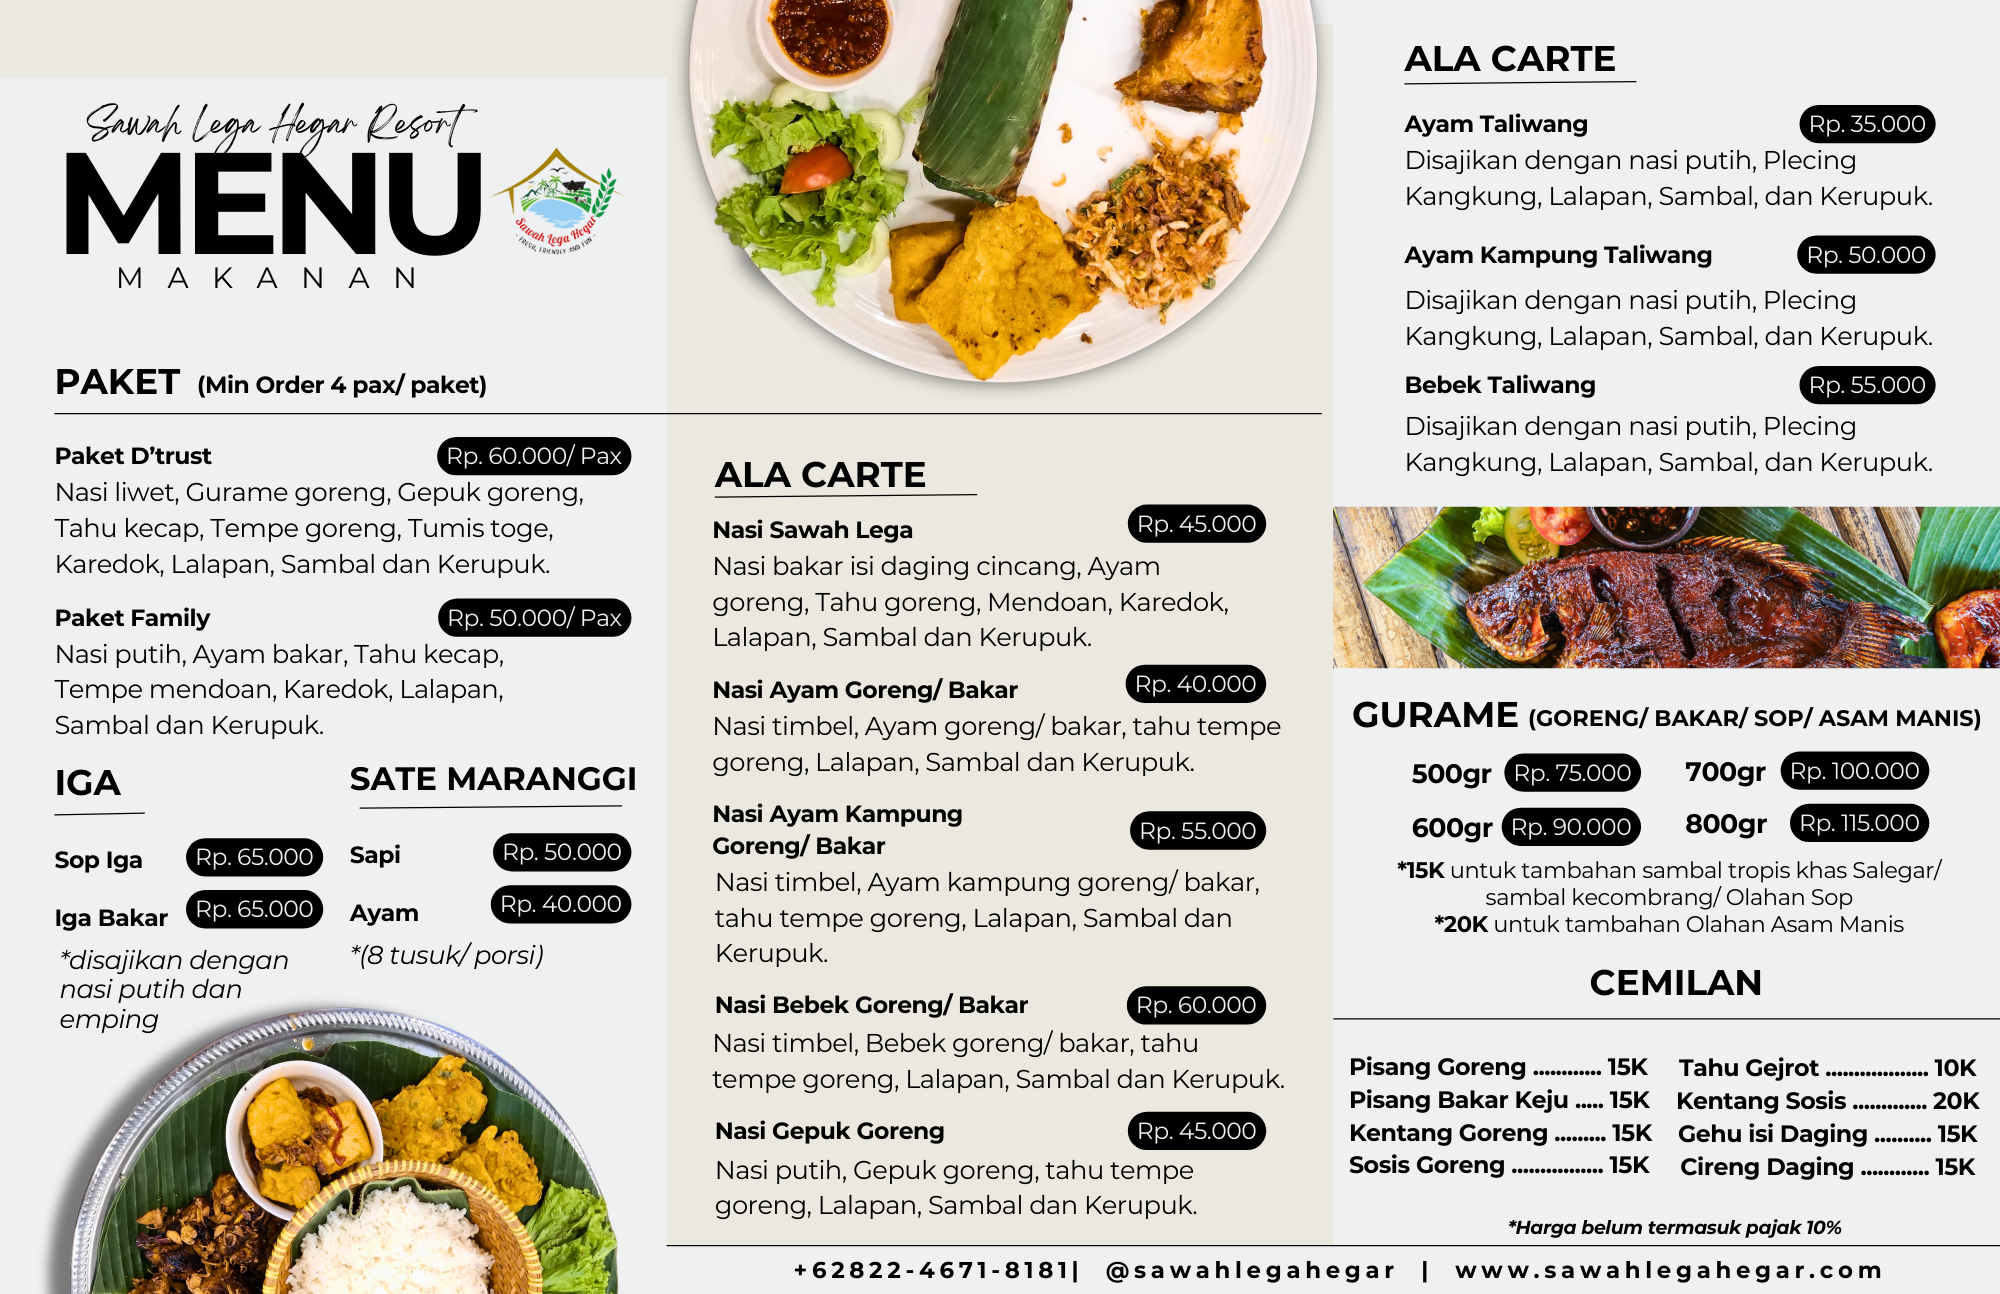 Sawah Lega Hegar Resort
MENU
MAKANAN
Sawah Lega Hegar
- FRESH, FRIENDLY AND FUN -
PAKET (Min Order 4 pax/ paket)
Paket D’trust Rp. 60.000/ Pax
Nasi liwet, Gurame goreng, Gepuk goreng,
Tahu kecap, Tempe goreng, Tumis toge,
Karedok, Lalapan, Sambal dan Kerupuk.
Paket Family Rp. 50.000/ Pax
Nasi putih, Ayam bakar, Tahu kecap,
Tempe mendoan, Karedok, Lalapan,
Sambal dan Kerupuk.
IGA
Sop Iga Rp. 65.000
Iga Bakar Rp. 65.000
*disajikan dengan
nasi putih dan
emping
SATE MARANGGI
Sapi Rp. 50.000
Ayam Rp. 40.000
*(8 tusuk/ porsi)
ALA CARTE
Nasi Sawah Lega Rp. 45.000
Nasi bakar isi daging cincang, Ayam
goreng, Tahu goreng, Mendoan, Karedok,
Lalapan, Sambal dan Kerupuk.
Nasi Ayam Goreng/ Bakar Rp. 40.000
Nasi timbel, Ayam goreng/ bakar, tahu tempe
goreng, Lalapan, Sambal dan Kerupuk.
Nasi Ayam Kampung
Goreng/ Bakar Rp. 55.000
Nasi timbel, Ayam kampung goreng/ bakar,
tahu tempe goreng, Lalapan, Sambal dan
Kerupuk.
Nasi Bebek Goreng/ Bakar Rp. 60.000
Nasi timbel, Bebek goreng/ bakar, tahu
tempe goreng, Lalapan, Sambal dan Kerupuk.
Nasi Gepuk Goreng Rp. 45.000
Nasi putih, Gepuk goreng, tahu tempe
goreng, Lalapan, Sambal dan Kerupuk.
ALA CARTE
Ayam Taliwang Rp. 35.000
Disajikan dengan nasi putih, Plecing
Kangkung, Lalapan, Sambal, dan Kerupuk.
Ayam Kampung Taliwang Rp. 50.000
Disajikan dengan nasi putih, Plecing
Kangkung, Lalapan, Sambal, dan Kerupuk.
Bebek Taliwang Rp. 55.000
Disajikan dengan nasi putih, Plecing
Kangkung, Lalapan, Sambal, dan Kerupuk.
GURAME (GORENG/ BAKAR/ SOP/ ASAM MANIS)
500gr Rp. 75.000 700gr Rp. 100.000
600gr Rp. 90.000 800gr Rp. 115.000
*15K untuk tambahan sambal tropis khas Salegar/
sambal kecombrang/ Olahan Sop
*20K untuk tambahan Olahan Asam Manis
CEMILAN
Pisang Goreng ............ 15K
Pisang Bakar Keju ..... 15K
Kentang Goreng ......... 15K
Sosis Goreng ................ 15K
Tahu Gejrot .................. 10K
Kentang Sosis ............. 20K
Gehu isi Daging .......... 15K
Cireng Daging ............ 15K
*Harga belum termasuk pajak 10%
+62822-4671-8181| @sawahlegahegar | www.sawahlegahegar.com